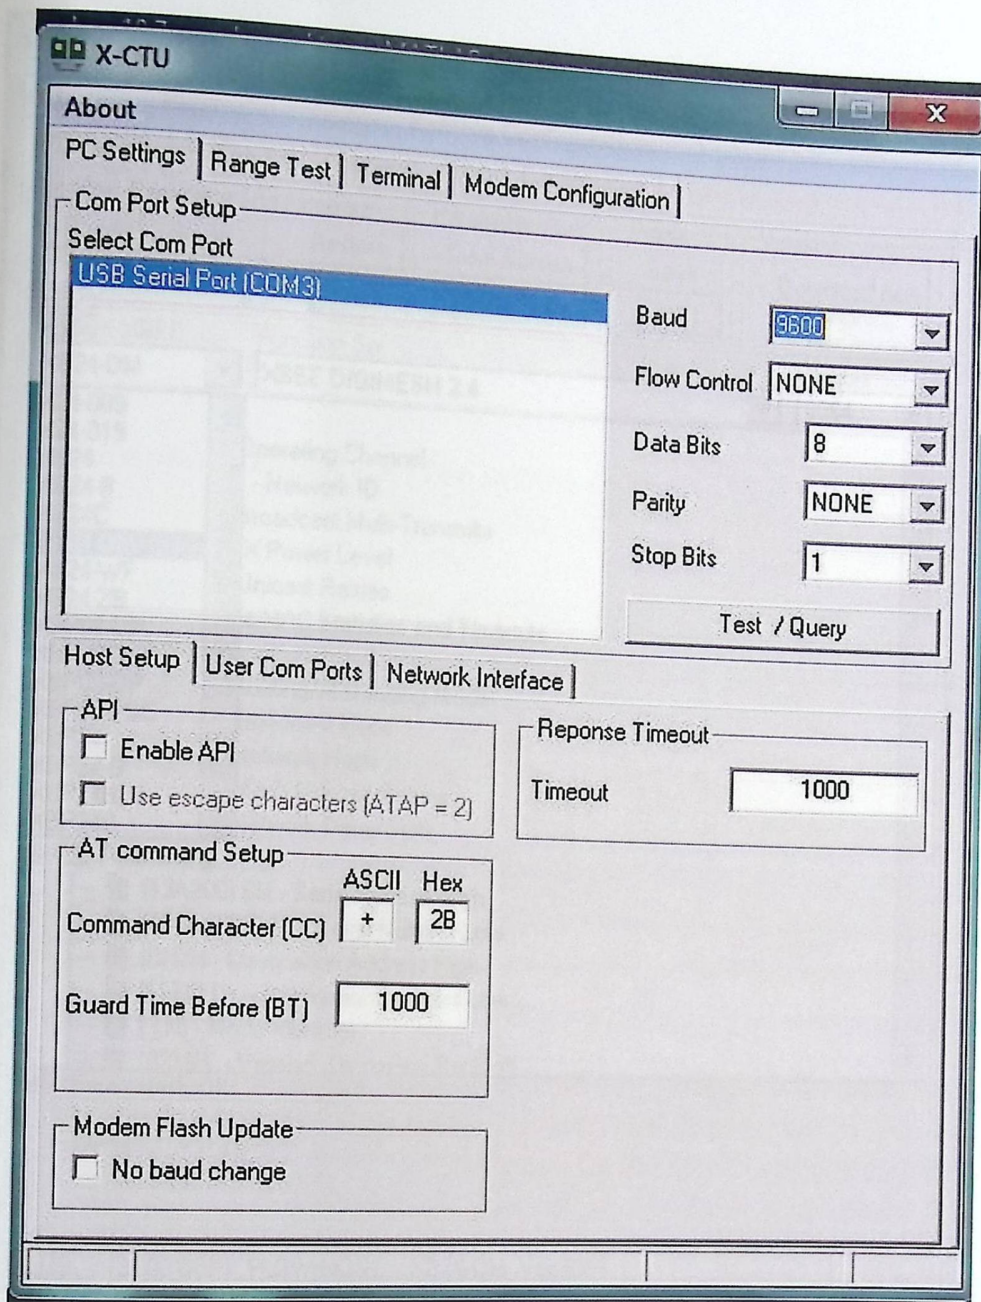 X-CTU
About
PC Settings
Range Test
Terminal
Modem Configuration
Com Port Setup
Select Com Port
USB Serial Port (COM3)
Baud 9600
Flow Control NONE
Data Bits 8
Parity NONE
Stop Bits 1
Test / Query
Host Setup
User Com Ports
Network Interface
API
Enable API
Use escape characters (ATAP = 2)
Reponse Timeout
Timeout 1000
AT command Setup
ASCII Hex
Command Character (CC) + 2B
Guard Time Before (BT) 1000
Modem Flash Update
No baud change